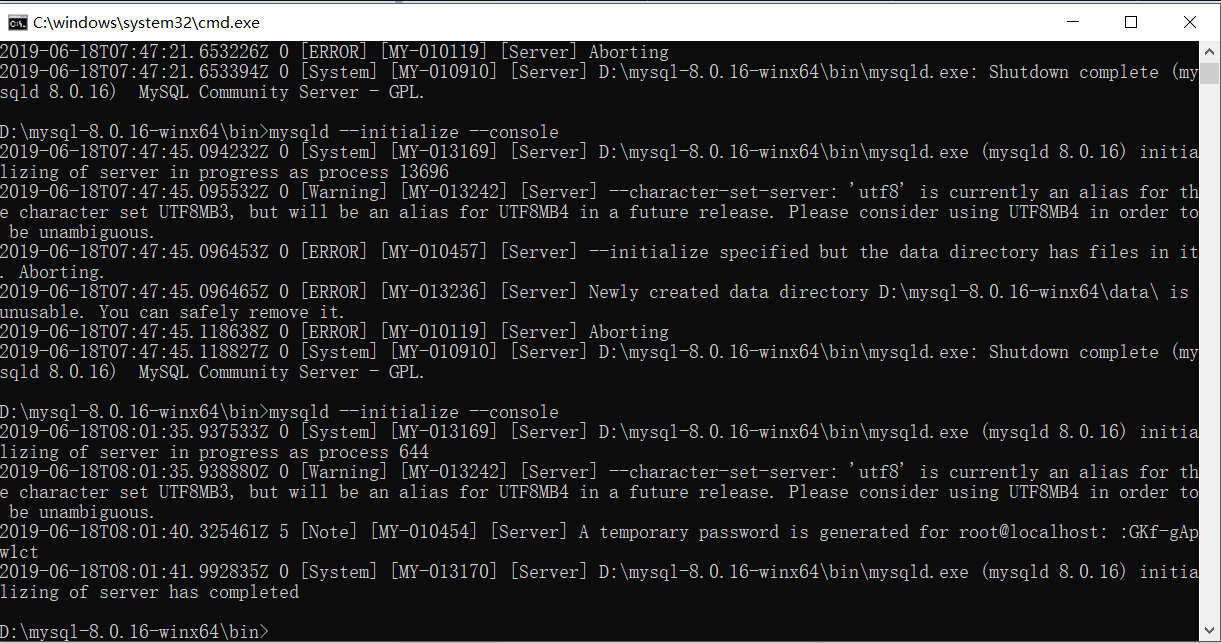 C:\windows\system32\cmd.exe
2019-06-18T07:47:21.653226Z 0 [ERROR] [MY-010119] [Server] Aborting
2019-06-18T07:47:21.653394Z 0 [System] [MY-010910] [Server] D:\mysql-8.0.16-winx64\bin\mysqld.exe: Shutdown complete (my
sqld 8.0.16)  MySQL Community Server - GPL.
D:\mysql-8.0.16-winx64\bin>mysqld --initialize --console
2019-06-18T07:47:45.094232Z 0 [System] [MY-013169] [Server] D:\mysql-8.0.16-winx64\bin\mysqld.exe (mysqld 8.0.16) initia
lizing of server in progress as process 13696
2019-06-18T07:47:45.095532Z 0 [Warning] [MY-013242] [Server] --character-set-server: 'utf8' is currently an alias for th
e character set UTF8MB3, but will be an alias for UTF8MB4 in a future release. Please consider using UTF8MB4 in order to
 be unambiguous.
2019-06-18T07:47:45.096453Z 0 [ERROR] [MY-010457] [Server] --initialize specified but the data directory has files in it
. Aborting.
2019-06-18T07:47:45.096465Z 0 [ERROR] [MY-013236] [Server] Newly created data directory D:\mysql-8.0.16-winx64\data\ is
unusable. You can safely remove it.
2019-06-18T07:47:45.118638Z 0 [ERROR] [MY-010119] [Server] Aborting
2019-06-18T07:47:45.118827Z 0 [System] [MY-010910] [Server] D:\mysql-8.0.16-winx64\bin\mysqld.exe: Shutdown complete (my
sqld 8.0.16)  MySQL Community Server - GPL.
D:\mysql-8.0.16-winx64\bin>mysqld --initialize --console
2019-06-18T08:01:35.937533Z 0 [System] [MY-013169] [Server] D:\mysql-8.0.16-winx64\bin\mysqld.exe (mysqld 8.0.16) initia
lizing of server in progress as process 644
2019-06-18T08:01:35.938880Z 0 [Warning] [MY-013242] [Server] --character-set-server: 'utf8' is currently an alias for th
e character set UTF8MB3, but will be an alias for UTF8MB4 in a future release. Please consider using UTF8MB4 in order to
 be unambiguous.
2019-06-18T08:01:40.325461Z 5 [Note] [MY-010454] [Server] A temporary password is generated for root@localhost: :GKf-gAp
wlct
2019-06-18T08:01:41.992835Z 0 [System] [MY-013170] [Server] D:\mysql-8.0.16-winx64\bin\mysqld.exe (mysqld 8.0.16) initia
lizing of server has completed
D:\mysql-8.0.16-winx64\bin>